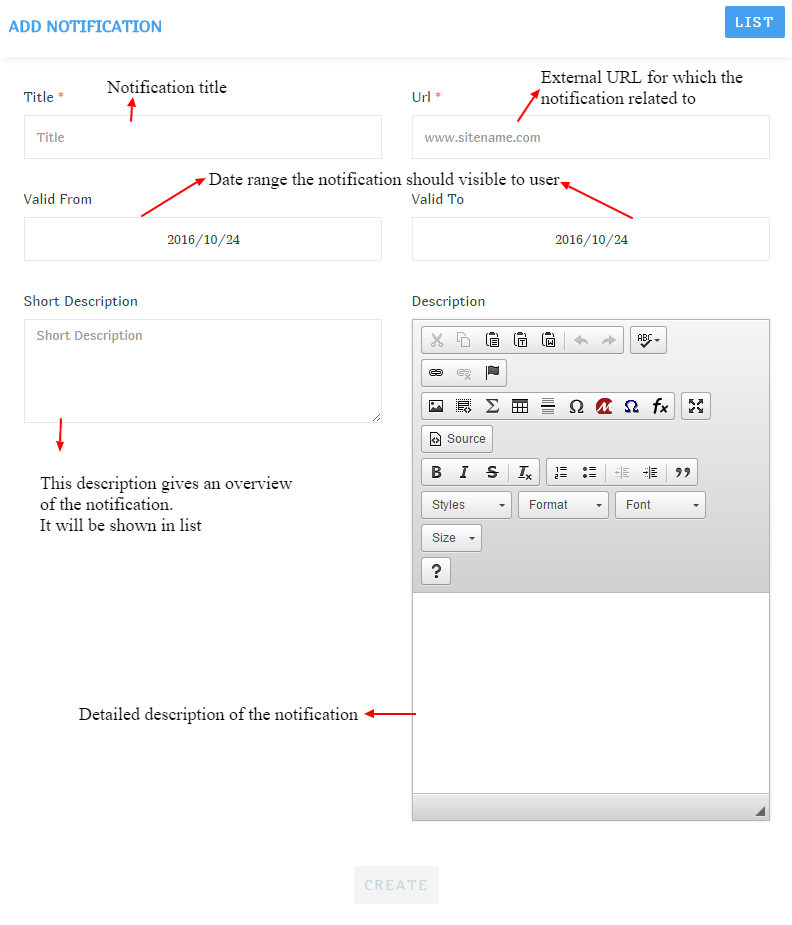 ADD NOTIFICATION
LIST
Title *
Notification title
Url *
External URL for which the
notification related to
Title
www.sitename.com
Date range the notification should visible to user
Valid From
Valid To
2016/10/24
2016/10/24
Short Description
Description
Short Description
ABC
Σ
Ω
Ω
fx
Source
B I S Tx
Styles
Format
Font
Size
?
This description gives an overview
of the notification.
It will be shown in list
Detailed description of the notification
CREATE